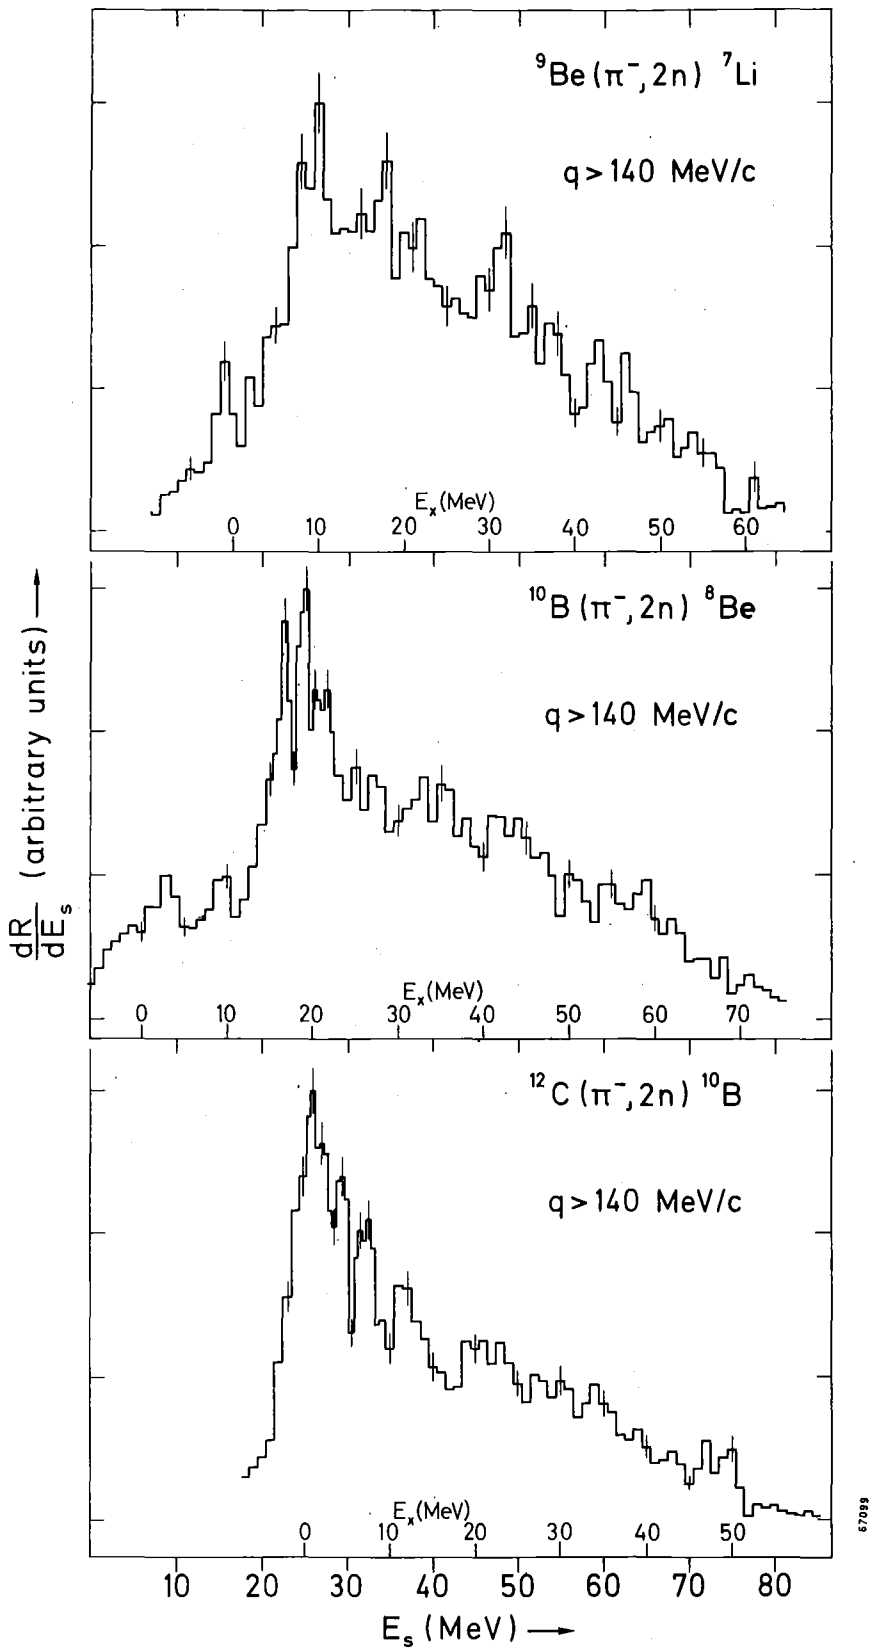 ⁹Be(π⁻,2n) ⁷Li
q>140 MeV/c
Eₓ(MeV)
0 10 20 30 40 50 60
¹⁰B(π⁻,2n) ⁸Be
q>140 MeV/c
Eₓ(MeV)
0 10 20 30 40 50 60 70
¹²C(π⁻,2n) ¹⁰B
q>140 MeV/c
Eₓ(MeV)
0 10 20 30 40 50
10 20 30 40 50 60 70 80
Eₛ (MeV) →
dR/dEₛ (arbitrary units) →
67099